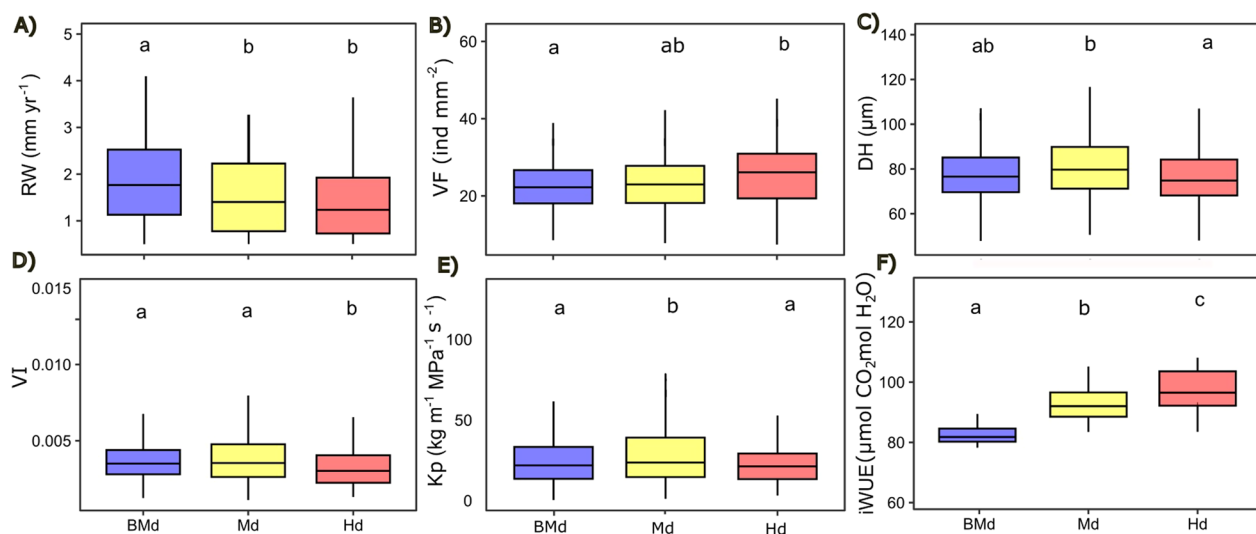 A)
RW (mm yr⁻¹)
5
4
3
2
1
a
b
b
B)
VF (ind mm⁻²)
60
40
20
a
ab
b
C)
DH (µm)
140
120
100
80
60
ab
b
a
D)
VI
0.015
0.010
0.005
a
a
b
BMd
Md
Hd
E)
Kp (kg m⁻¹ MPa⁻¹ s⁻¹)
100
50
0
a
b
a
BMd
Md
Hd
F)
iWUE(µmol CO₂mol H₂O)
120
100
80
60
a
b
c
BMd
Md
Hd